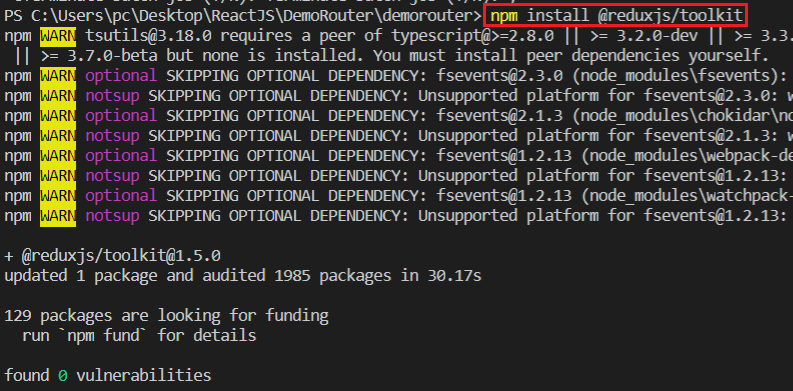 PS C:\Users\pc\Desktop\ReactJS\DemoRouter\demorouter> npm install @reduxjs/toolkit
npm WARN tsutils@3.18.0 requires a peer of typescript@>=2.8.0 || >= 3.2.0-dev || >= 3.3.
|| >= 3.7.0-beta but none is installed. You must install peer dependencies yourself.
npm WARN optional SKIPPING OPTIONAL DEPENDENCY: fsevents@2.3.0 (node_modules\fsevents):
npm WARN notsup SKIPPING OPTIONAL DEPENDENCY: Unsupported platform for fsevents@2.3.0: w
npm WARN optional SKIPPING OPTIONAL DEPENDENCY: fsevents@2.1.3 (node_modules\chokidar\no
npm WARN notsup SKIPPING OPTIONAL DEPENDENCY: Unsupported platform for fsevents@2.1.3: w
npm WARN optional SKIPPING OPTIONAL DEPENDENCY: fsevents@1.2.13 (node_modules\webpack-de
npm WARN notsup SKIPPING OPTIONAL DEPENDENCY: Unsupported platform for fsevents@1.2.13:
npm WARN optional SKIPPING OPTIONAL DEPENDENCY: fsevents@1.2.13 (node_modules\watchpack-
npm WARN notsup SKIPPING OPTIONAL DEPENDENCY: Unsupported platform for fsevents@1.2.13:
+ @reduxjs/toolkit@1.5.0
updated 1 package and audited 1985 packages in 30.17s
129 packages are looking for funding
run `npm fund` for details
found 0 vulnerabilities